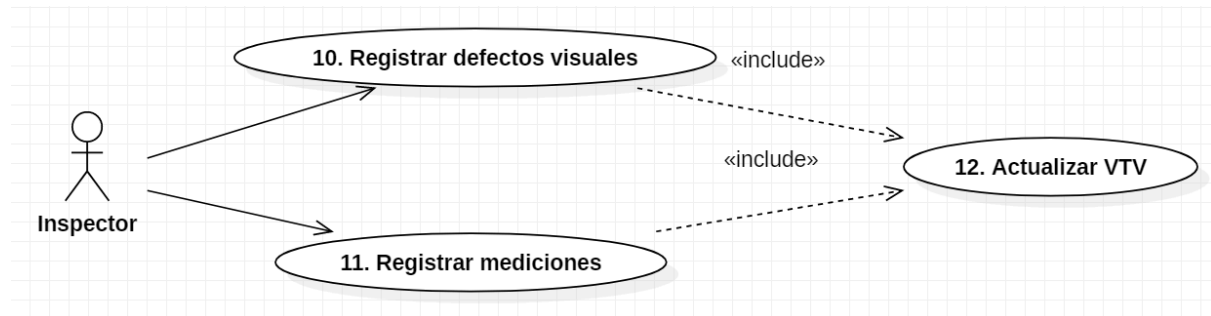 10. Registrar defectos visuales
«include»
«include»
12. Actualizar VTV
Inspector
11. Registrar mediciones